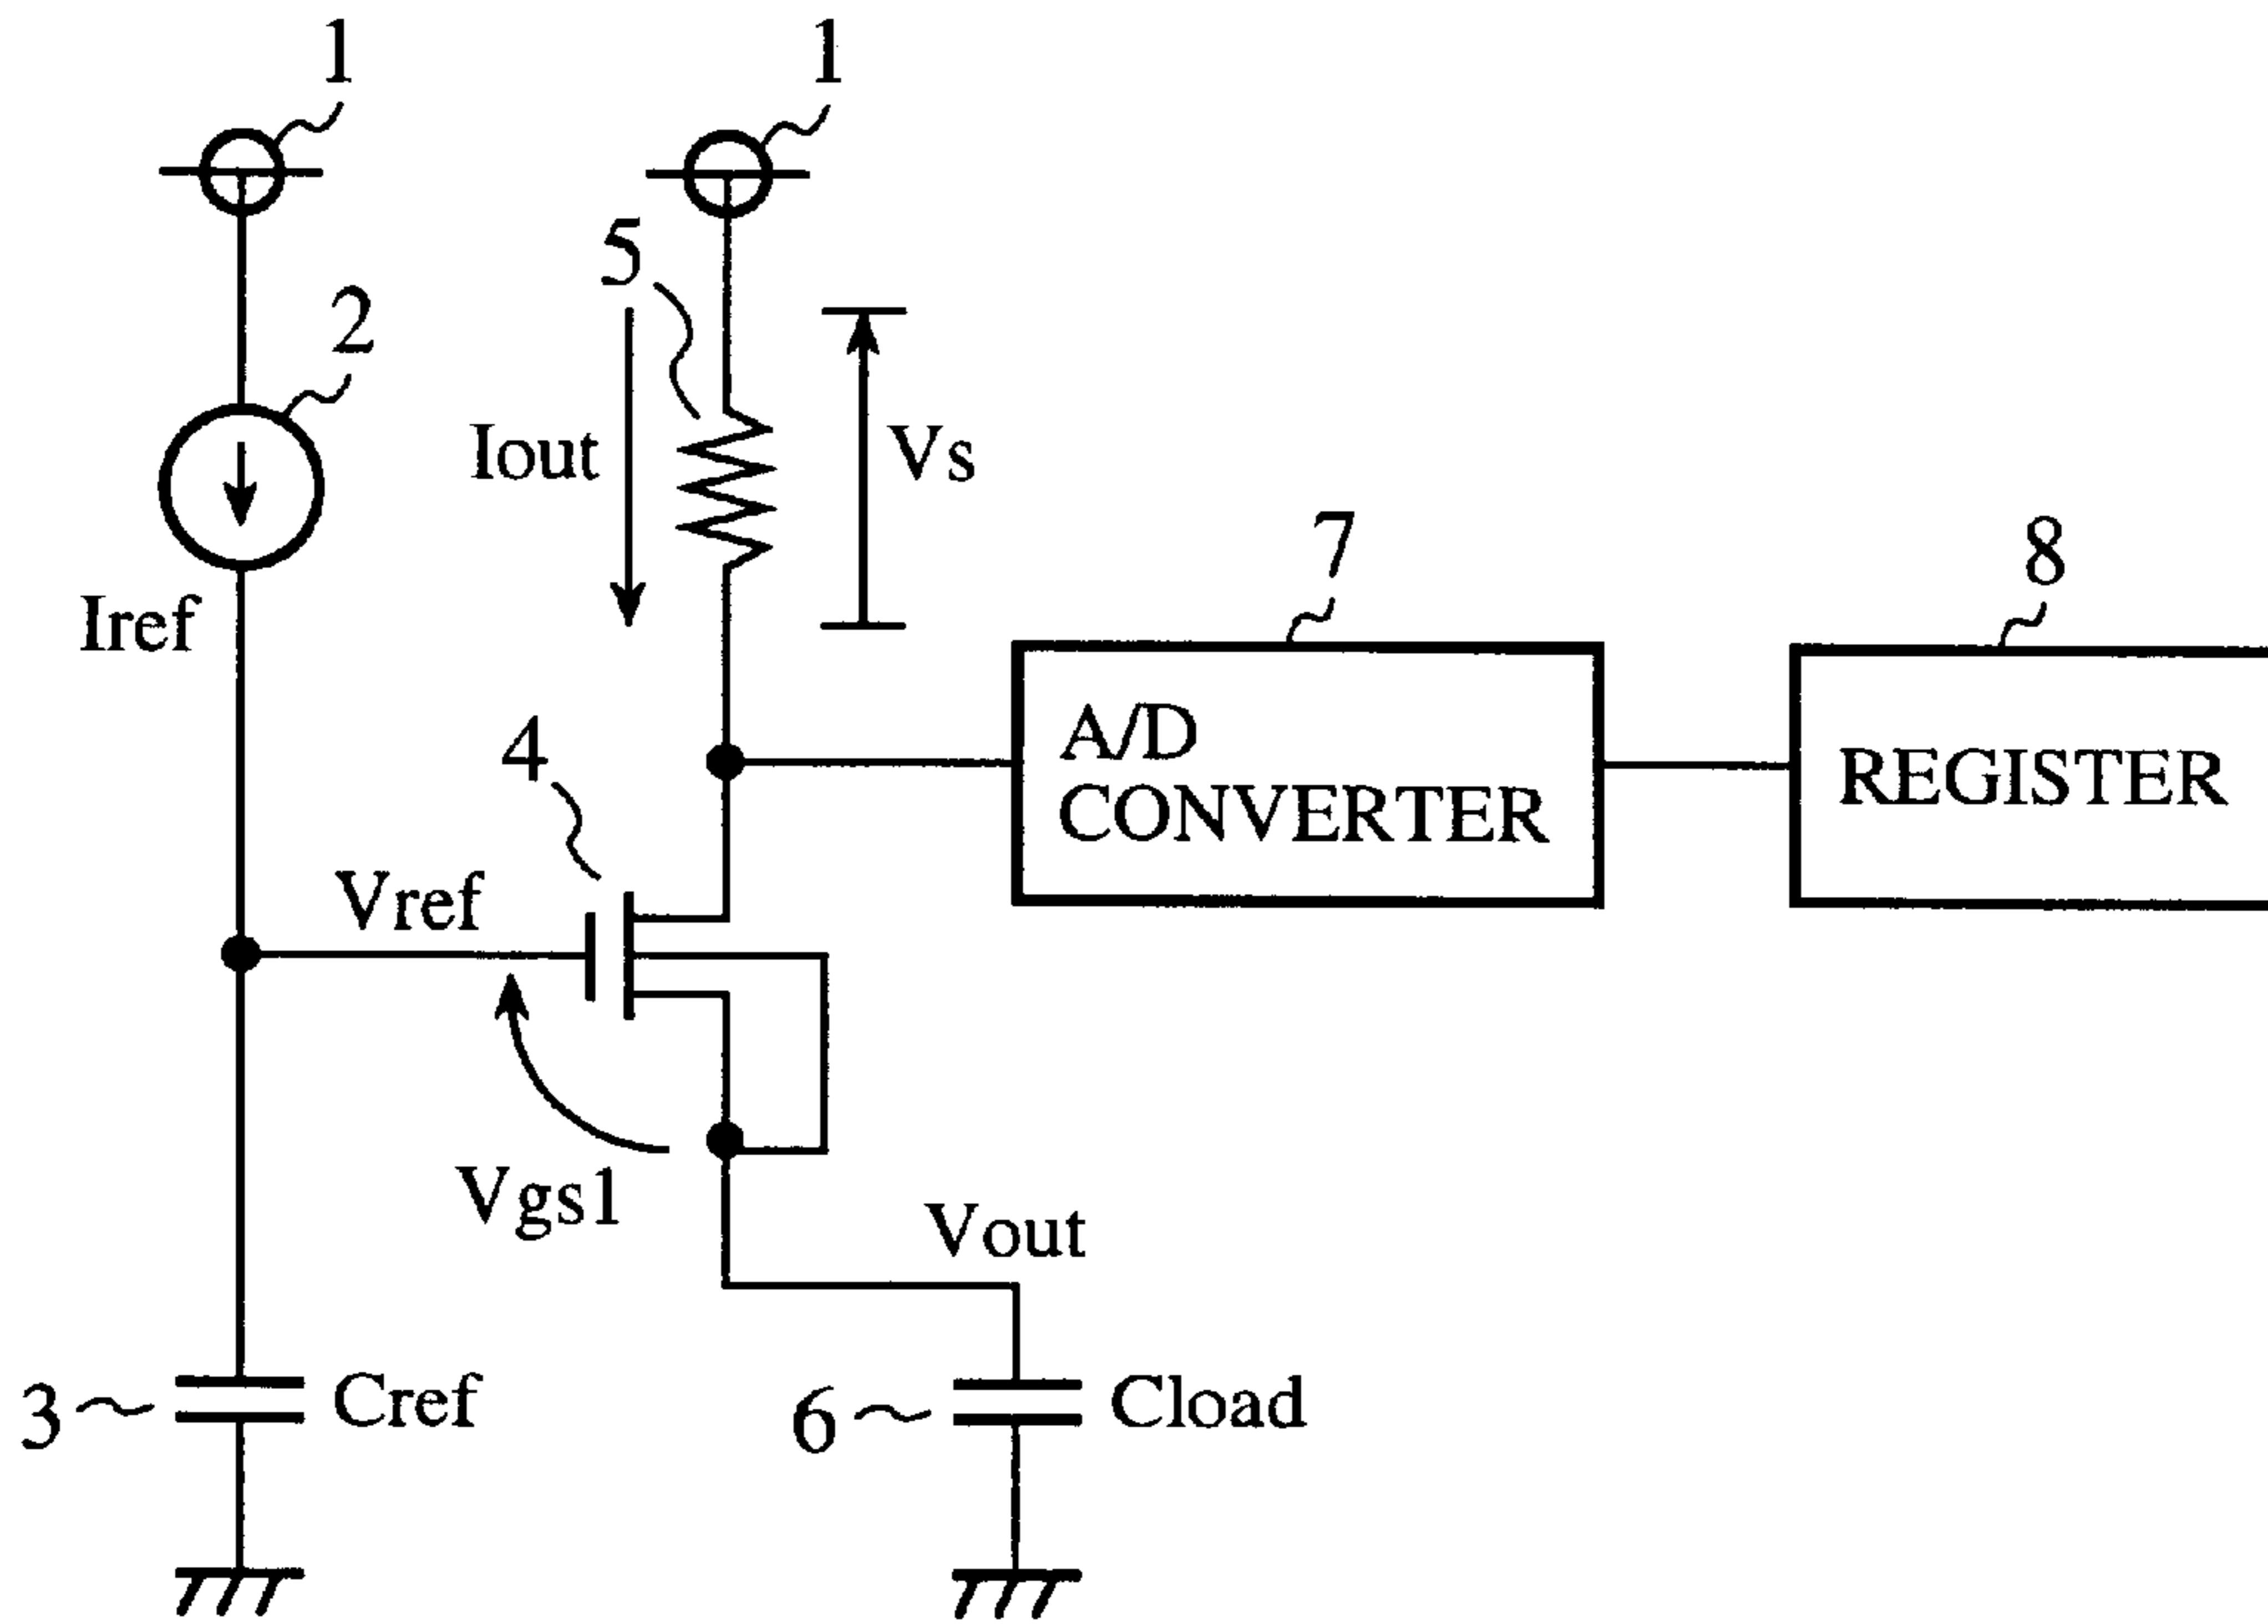 1
1
5
2
Iout
Vs
7
8
Iref
4
A/D
CONVERTER
REGISTER
Vref
Vgs1
Vout
3
Cref
6
Cload